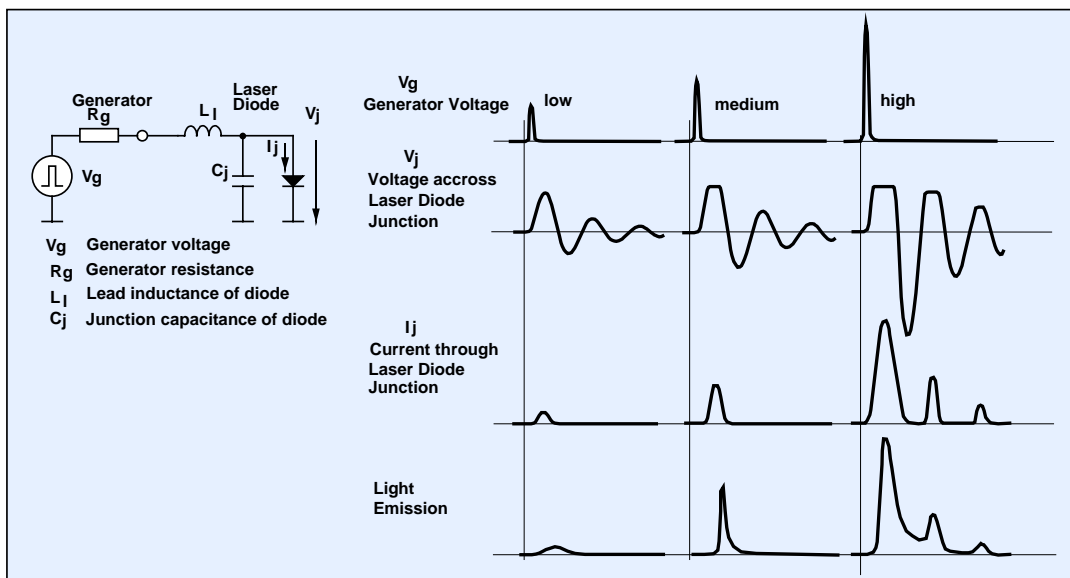 Generator
Rg
LI
Laser
Diode
Vj
Ij
Cj
Vg
Vg Generator voltage
Rg Generator resistance
LI Lead inductance of diode
Cj Junction capacitance of diode
Vg
Generator Voltage
low
medium
high
Vj
Voltage accross
Laser Diode
Junction
Ij
Current through
Laser Diode
Junction
Light
Emission